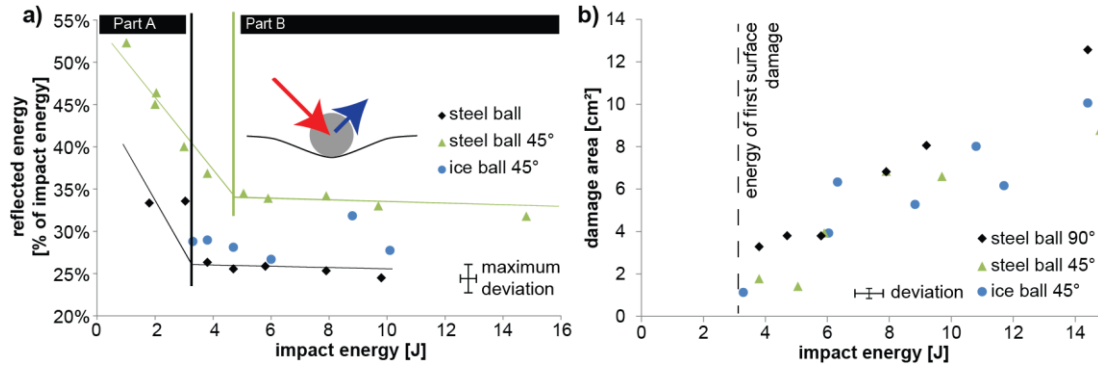 a)
Part A
Part B
55%
50%
45%
40%
35%
30%
25%
20%
reflected energy
[% of impact energy]
steel ball
steel ball 45°
ice ball 45°
maximum
deviation
0 2 4 6 8 10 12 14 16
impact energy [J]
b)
14
12
10
8
6
4
2
0
damage area [cm²]
energy of first surface
damage
steel ball 90°
steel ball 45°
ice ball 45°
deviation
0 2 4 6 8 10 12 14
impact energy [J]